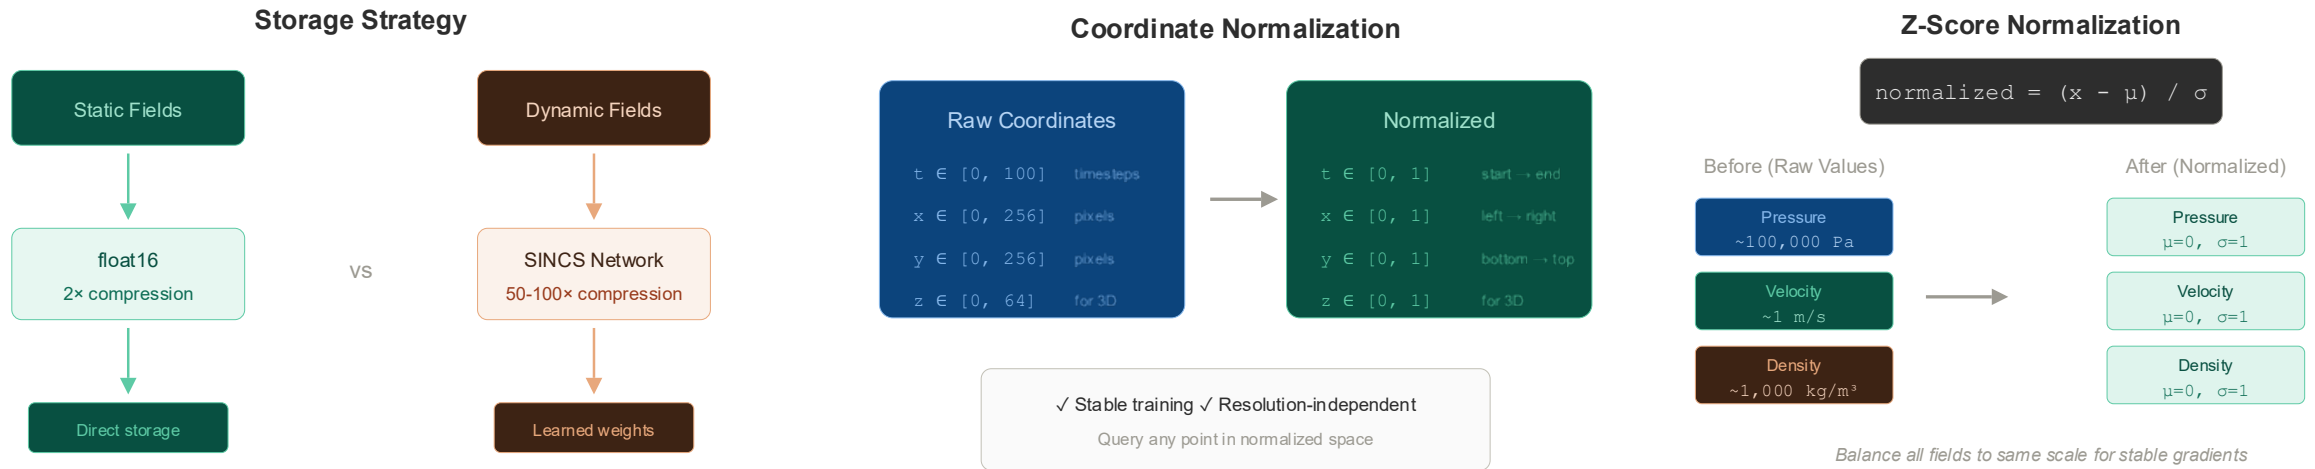 Storage Strategy
Static Fields
float16
2× compression
Direct storage
vs
Dynamic Fields
SINCS Network
50-100× compression
Learned weights
Coordinate Normalization
Raw Coordinates
t ∈ [0, 100] timesteps
x ∈ [0, 256] pixels
y ∈ [0, 256] pixels
z ∈ [0, 64] for 3D
Normalized
t ∈ [0, 1] start → end
x ∈ [0, 1] left → right
y ∈ [0, 1] bottom → top
z ∈ [0, 1] for 3D
✓ Stable training ✓ Resolution-independent
Query any point in normalized space
Z-Score Normalization
normalized = (x - μ) / σ
Before (Raw Values)
Pressure
~100,000 Pa
Velocity
~1 m/s
Density
~1,000 kg/m³
After (Normalized)
Pressure
μ=0, σ=1
Velocity
μ=0, σ=1
Density
μ=0, σ=1
Balance all fields to same scale for stable gradients